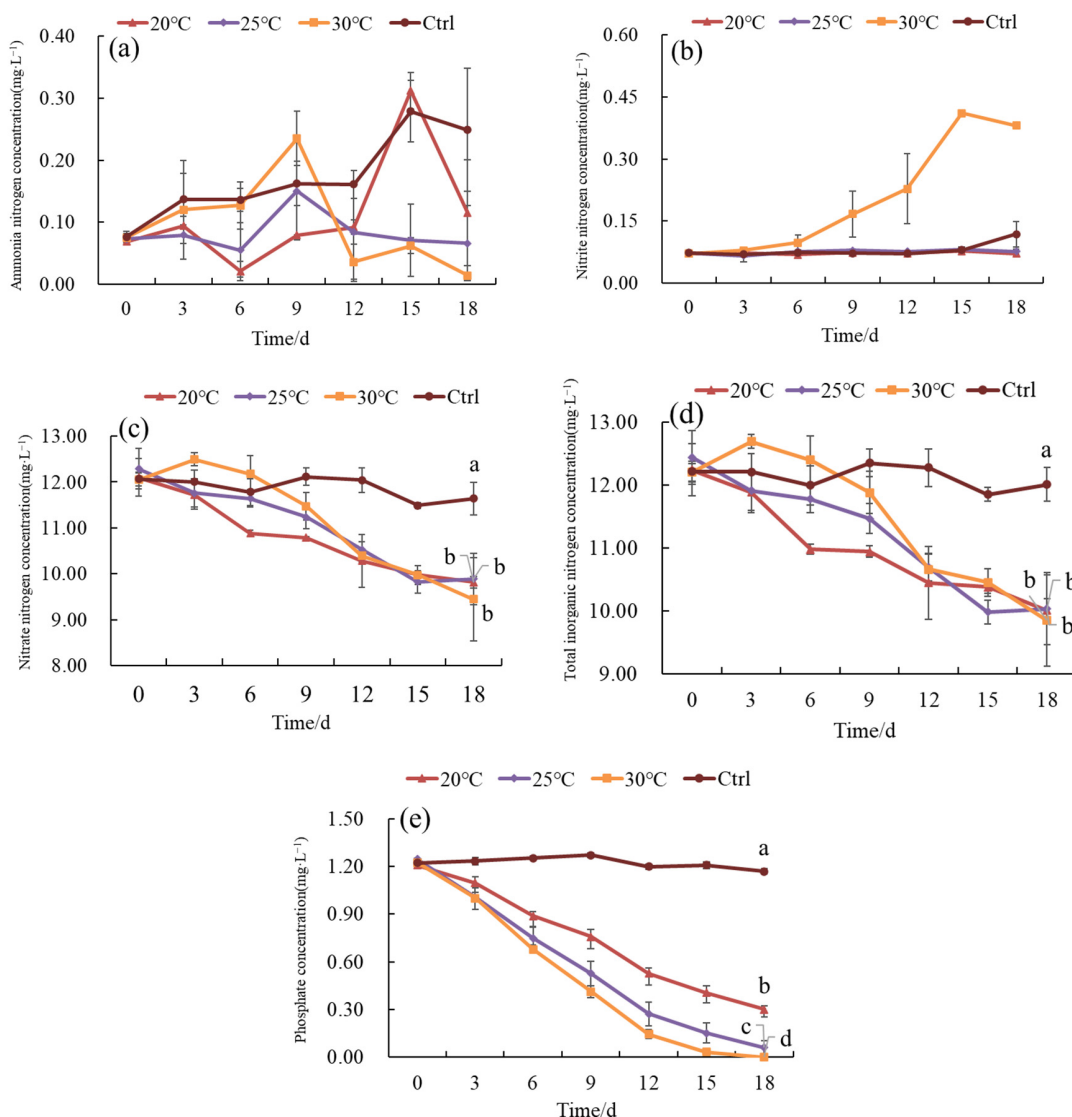 20°C 25°C 30°C Ctrl
(a)
Ammonia nitrogen concentration(mg·L⁻¹)
0.40
0.30
0.20
0.10
0.00
0 3 6 9 12 15 18
Time/d
20°C 25°C 30°C Ctrl
(b)
Nitrite nitrogen concentration(mg·L⁻¹)
0.60
0.45
0.30
0.15
0.00
0 3 6 9 12 15 18
Time/d
20°C 25°C 30°C Ctrl
(c)
Nitrate nitrogen concentration(mg·L⁻¹)
13.00
12.00
11.00
10.00
9.00
8.00
a
b
b
b
0 3 6 9 12 15 18
Time/d
20°C 25°C 30°C Ctrl
(d)
Total inorganic nitrogen concentration(mg·L⁻¹)
13.00
12.00
11.00
10.00
9.00
a
b b
b
0 3 6 9 12 15 18
Time/d
20°C 25°C 30°C Ctrl
(e)
Phosphate concentration(mg·L⁻¹)
1.50
1.20
0.90
0.60
0.30
0.00
a
b
c
d
0 3 6 9 12 15 18
Time/d